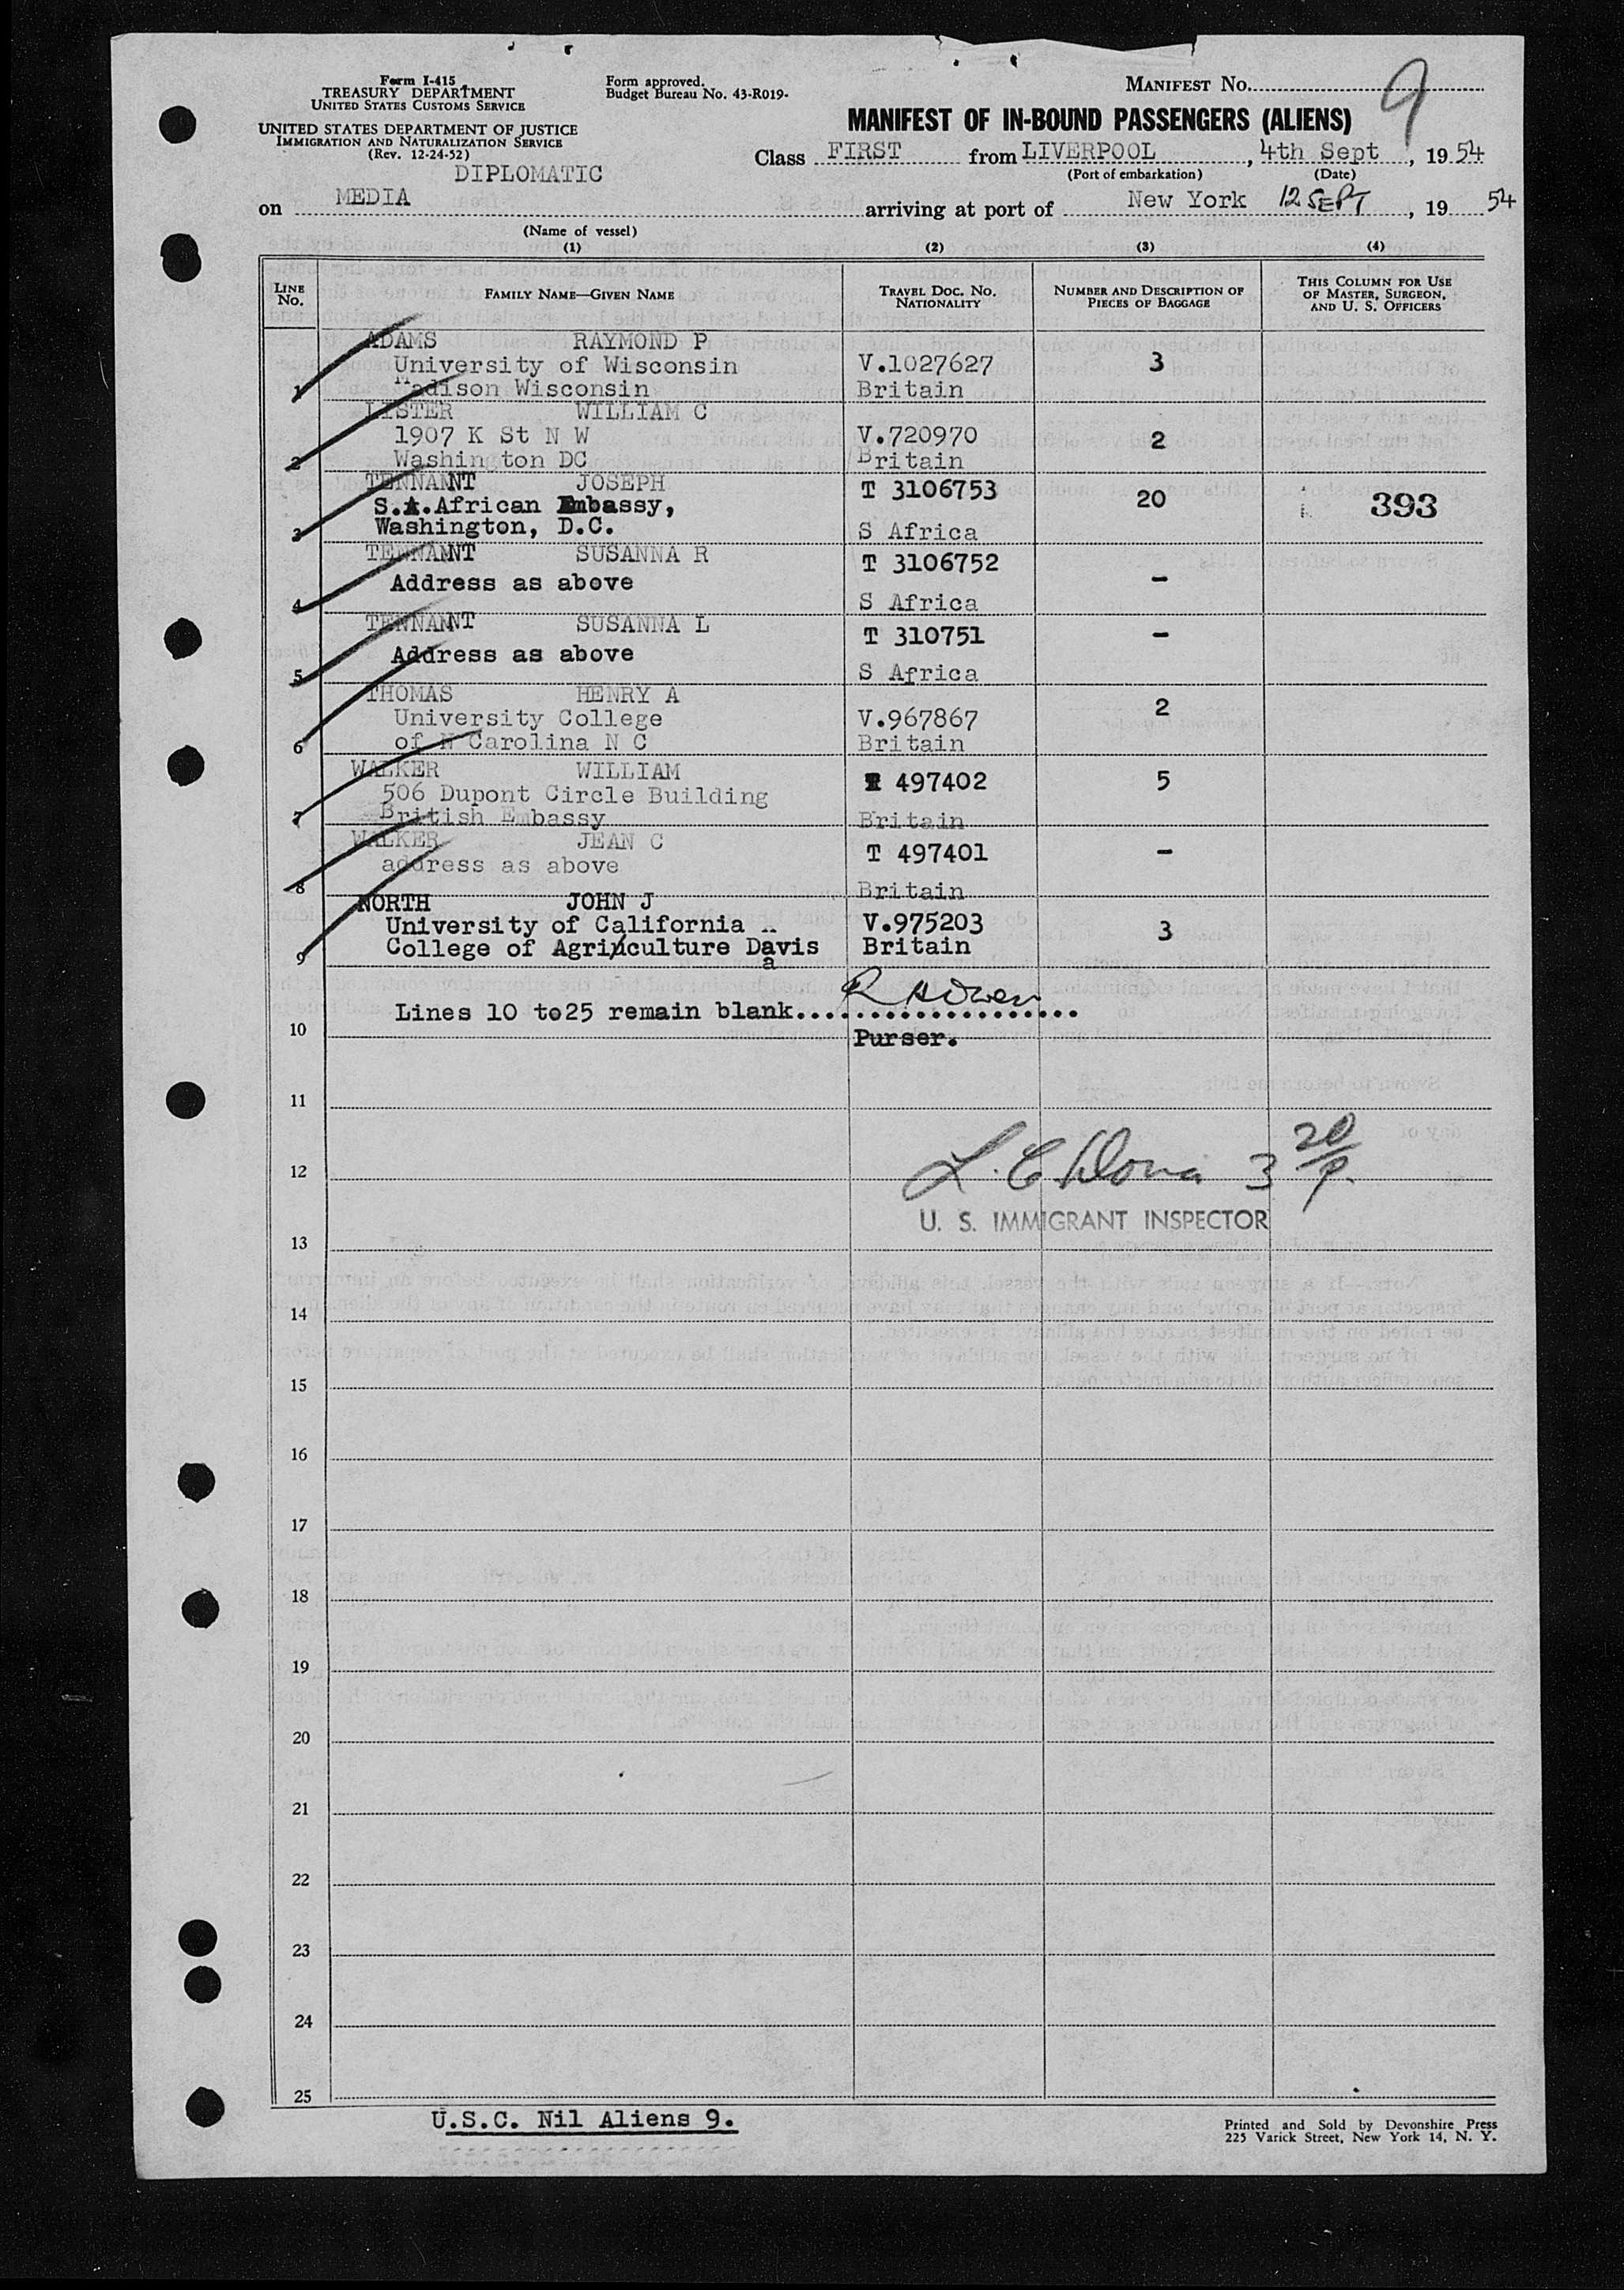 Form I-415
TREASURY DEPARTMENT
UNITED STATES CUSTOMS SERVICE
UNITED STATES DEPARTMENT OF JUSTICE
IMMIGRATION AND NATURALIZATION SERVICE
(Rev. 12-24-52)
Form approved.
Budget Bureau No. 43-R019-
MANIFEST No. 9
MANIFEST OF IN-BOUND PASSENGERS (ALIENS)
Class FIRST from LIVERPOOL, 4th Sept, 19 54
(Port of embarkation) (Date)
DIPLOMATIC
on MEDIA arriving at port of New York 12 SEPT, 19 54
(Name of vessel)
(1) (2) (3) (4)
LINE No. FAMILY NAME—GIVEN NAME TRAVEL DOC. NO. NATIONALITY NUMBER AND DESCRIPTION OF PIECES OF BAGGAGE THIS COLUMN FOR USE OF MASTER, SURGEON, AND U. S. OFFICERS
ADAMS RAYMOND P
University of Wisconsin V.1027627 3
1 Madison Wisconsin Britain
LISTER WILLIAM C
1907 K St N W V.720970 2
2 Washington DC Britain
TENNANT JOSEPH T 3106753 20 393
S.A.African Embassy,
3 Washington, D.C. S Africa
TENNANT SUSANNA R T 3106752 -
Address as above
4 S Africa
TENNANT SUSANNA L T 310751 -
Address as above
5 S Africa
THOMAS HENRY A 2
University College V.967867
6 of N Carolina N C Britain
WALKER WILLIAM 497402 5
506 Dupont Circle Building
7 British Embassy Britain
WALKER JEAN C T 497401 -
address as above
8 Britain
NORTH JOHN J
University of California V.975203 3
9 College of Agriculture Davis Britain
a
R H Owen
Lines 10 to 25 remain blank....................
10 Purser.
11
12 3 20/p.
U. S. IMMIGRANT INSPECTOR
13
14
15
16
17
18
19
20
21
22
23
24
25
U.S.C. Nil Aliens 9.
Printed and Sold by Devonshire Press
225 Varick Street, New York 14, N. Y.